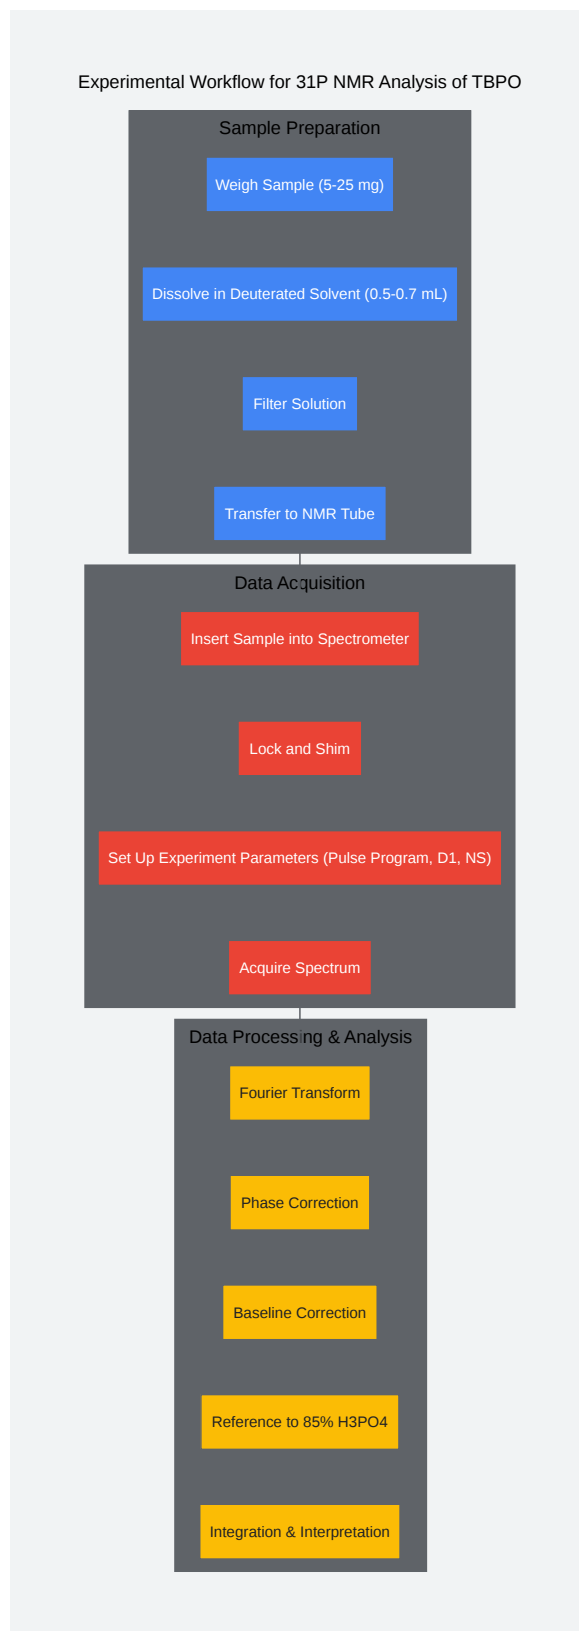 Experimental Workflow for 31P NMR Analysis of TBPO
Sample Preparation
Weigh Sample (5-25 mg)
Dissolve in Deuterated Solvent (0.5-0.7 mL)
Filter Solution
Transfer to NMR Tube
Data Acquisition
Insert Sample into Spectrometer
Lock and Shim
Set Up Experiment Parameters (Pulse Program, D1, NS)
Acquire Spectrum
Data Processing & Analysis
Fourier Transform
Phase Correction
Baseline Correction
Reference to 85% H3PO4
Integration & Interpretation